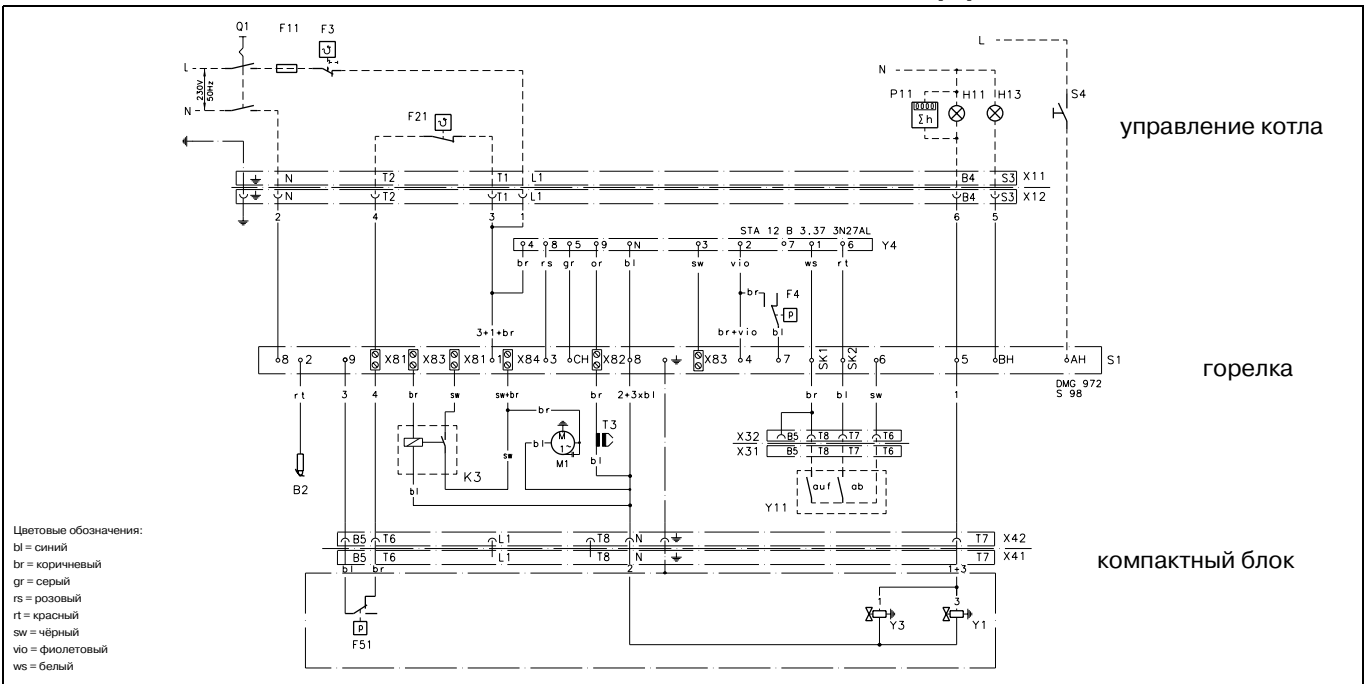 Q1 F11 F3
L
230V
50Hz
N
F21
L
N
P11 H11 H13 S4
0000
Σh
управление котла
N T2 T1 L1 B4 S3 X11
N T2 T1 L1 B4 S3 X12
2 4 3 1 6 5
STA 12 B 3.37 3N27AL
4 8 5 9 N 3 2 7 1 6 Y4
br rs gr or bl sw vio ws rt
br F4
P
3+1+br br+vio bl
8 2 9 X81 X83 X81 1 X84 3 CH X82 8 X83 4 7 SK1 SK2 6 5 BH AH S1
горелка
DMG 972
S 98
rt 3 4 br sw sw+br br 2+3xbl br bl sw 1
br
T3
bl M
1~
M1
bl
sw
K3
bl
B2
X32 B5 T8 T7 T6
X31 B5 T8 T7 T6
auf ab
Y11
B5 T6 L1 T8 N T7 X42
B5 T6 L1 T8 N T7 X41
компактный блок
bl br 2 1+3
P
F51
1 3
Y3 Y1
Цветовые обозначения:
bl = синий
br = коричневый
gr = серый
rs = розовый
rt = красный
sw = чёрный
vio = фиолетовый
ws = белый